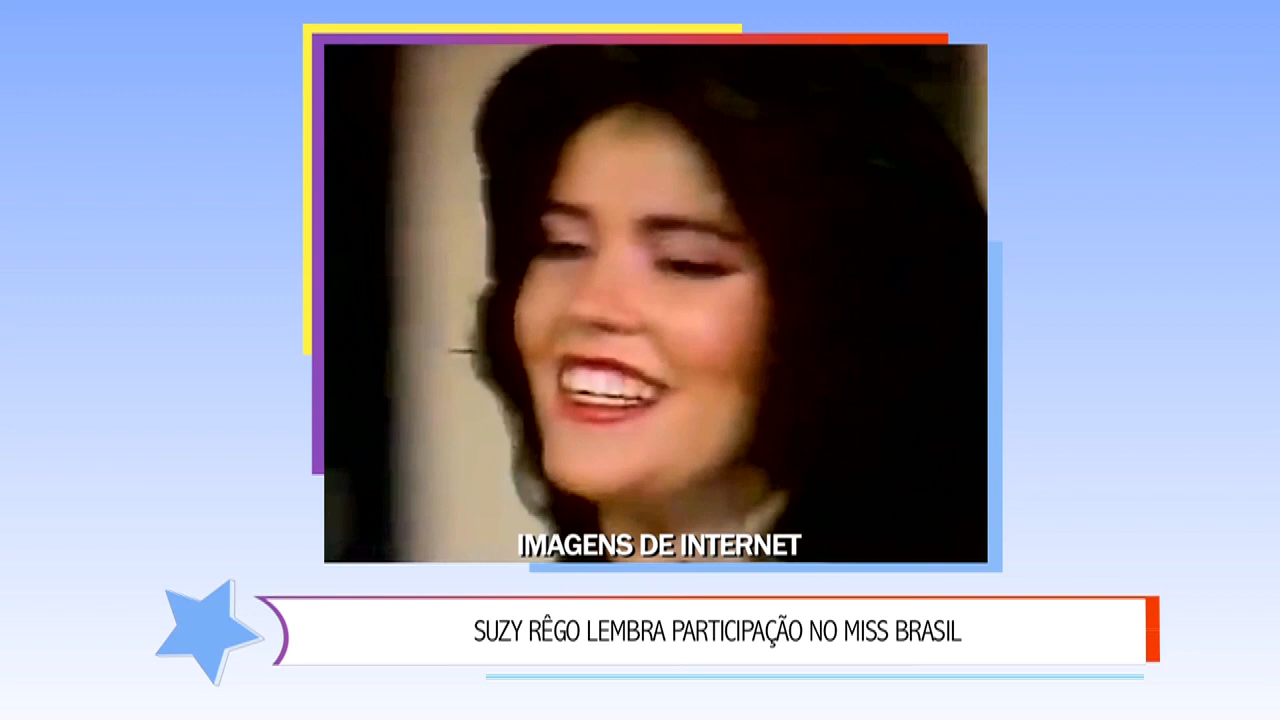 IMAGENS DE INTERNET
SUZY RÊGO LEMBRA PARTICIPAÇÃO NO MISS BRASIL